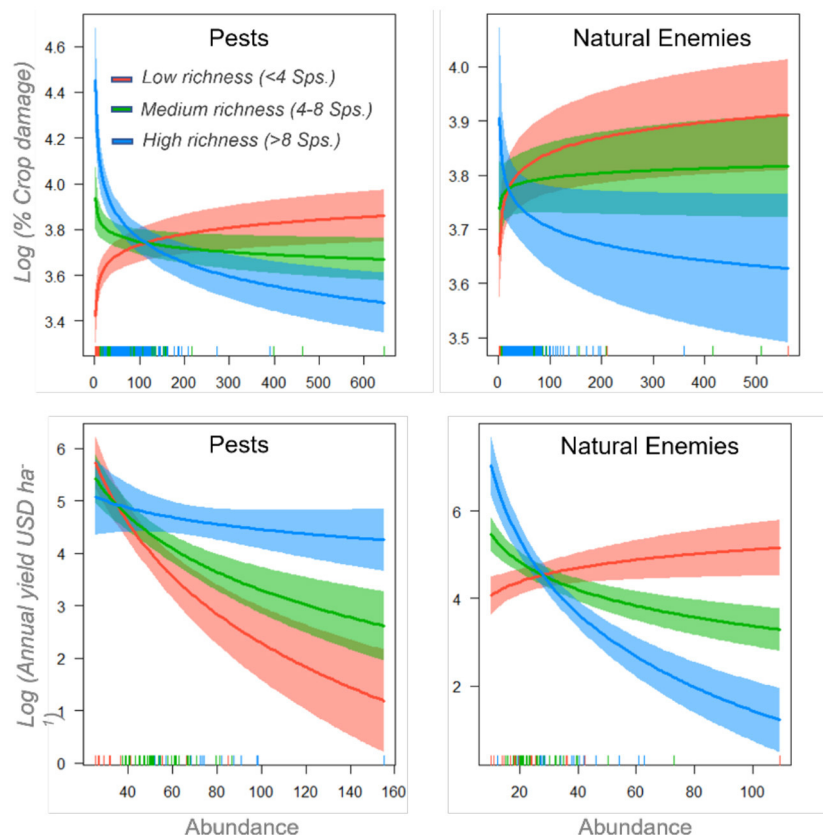 Pests
Natural Enemies
Low richness (<4 Sps.)
Medium richness (4-8 Sps.)
High richness (>8 Sps.)
Log (% Crop damage)
4.6
4.4
4.2
4.0
3.8
3.6
3.4
0 100 200 300 400 500 600
4.0
3.9
3.8
3.7
3.6
3.5
0 100 200 300 400 500
Pests
Natural Enemies
Log (Annual yield USD ha-
1)
6
5
4
3
2
1
0
40 60 80 100 120 140 160
6
4
2
20 40 60 80 100
Abundance
Abundance